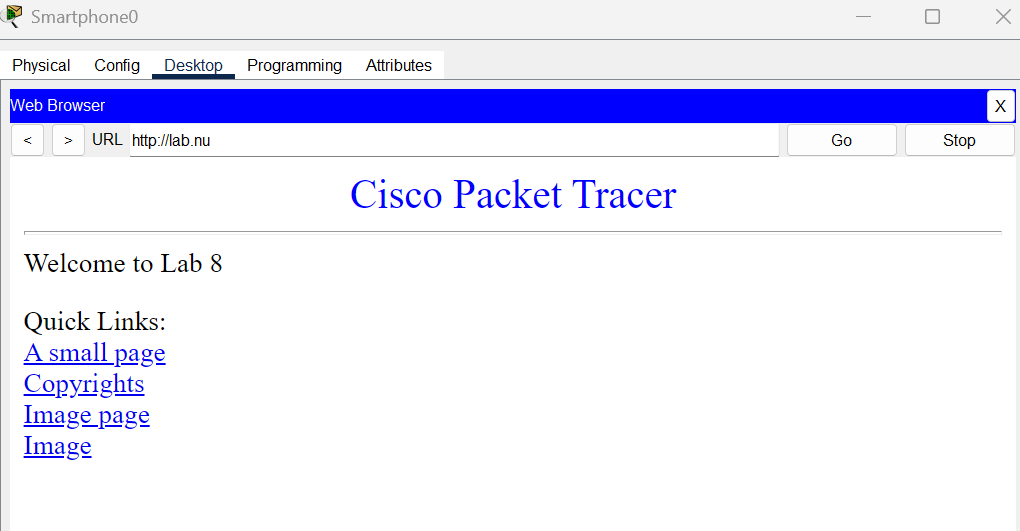 Smartphone0
Physical Config Desktop Programming Attributes
Web Browser
X
< > URL http://lab.nu Go Stop
Cisco Packet Tracer
Welcome to Lab 8
Quick Links:
A small page
Copyrights
Image page
Image